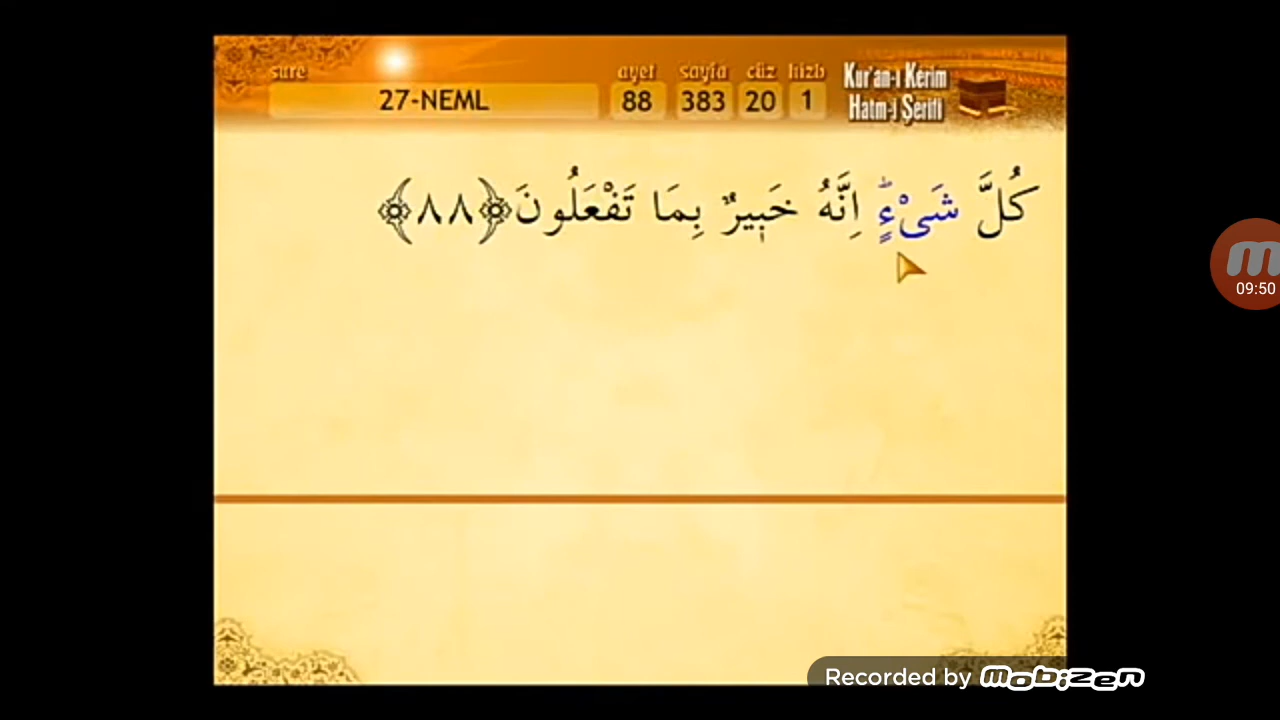 sure ayet sayfa cüz hizb
27-NEML 88 383 20 1
Kur'an-ı Kerim
Hatm-i Şerifi
كُلَّ شَىْءٍۜ اِنَّهُ خَبٖيرٌ بِمَا تَفْعَلُونَ ﴿٨٨﴾
09:50
Recorded by Mobizen